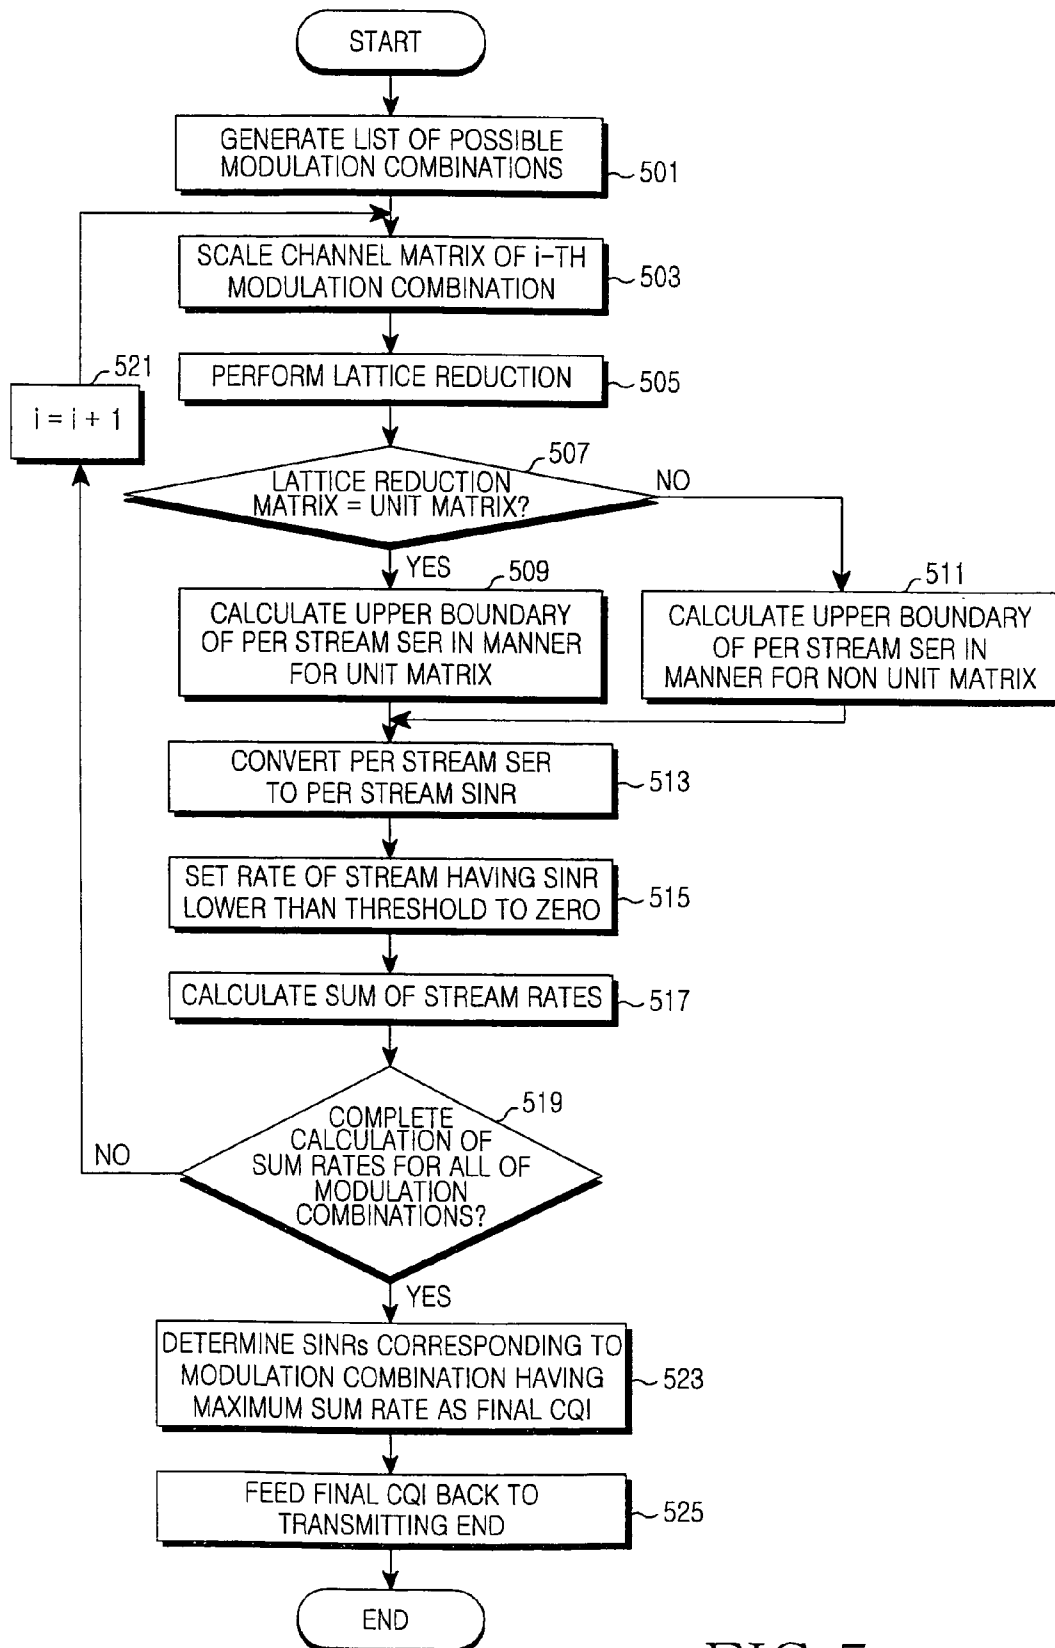 START
GENERATE LIST OF POSSIBLE
MODULATION COMBINATIONS
501
SCALE CHANNEL MATRIX OF i-TH
MODULATION COMBINATION
503
521
i = i + 1
PERFORM LATTICE REDUCTION
505
507
LATTICE REDUCTION
MATRIX = UNIT MATRIX?
NO
YES
509
CALCULATE UPPER BOUNDARY
OF PER STREAM SER IN MANNER
FOR UNIT MATRIX
511
CALCULATE UPPER BOUNDARY
OF PER STREAM SER IN
MANNER FOR NON UNIT MATRIX
CONVERT PER STREAM SER
TO PER STREAM SINR
513
SET RATE OF STREAM HAVING SINR
LOWER THAN THRESHOLD TO ZERO
515
CALCULATE SUM OF STREAM RATES
517
519
COMPLETE
CALCULATION OF
SUM RATES FOR ALL OF
MODULATION
COMBINATIONS?
NO
YES
DETERMINE SINRs CORRESPONDING TO
MODULATION COMBINATION HAVING
MAXIMUM SUM RATE AS FINAL CQI
523
FEED FINAL CQI BACK TO
TRANSMITTING END
525
END